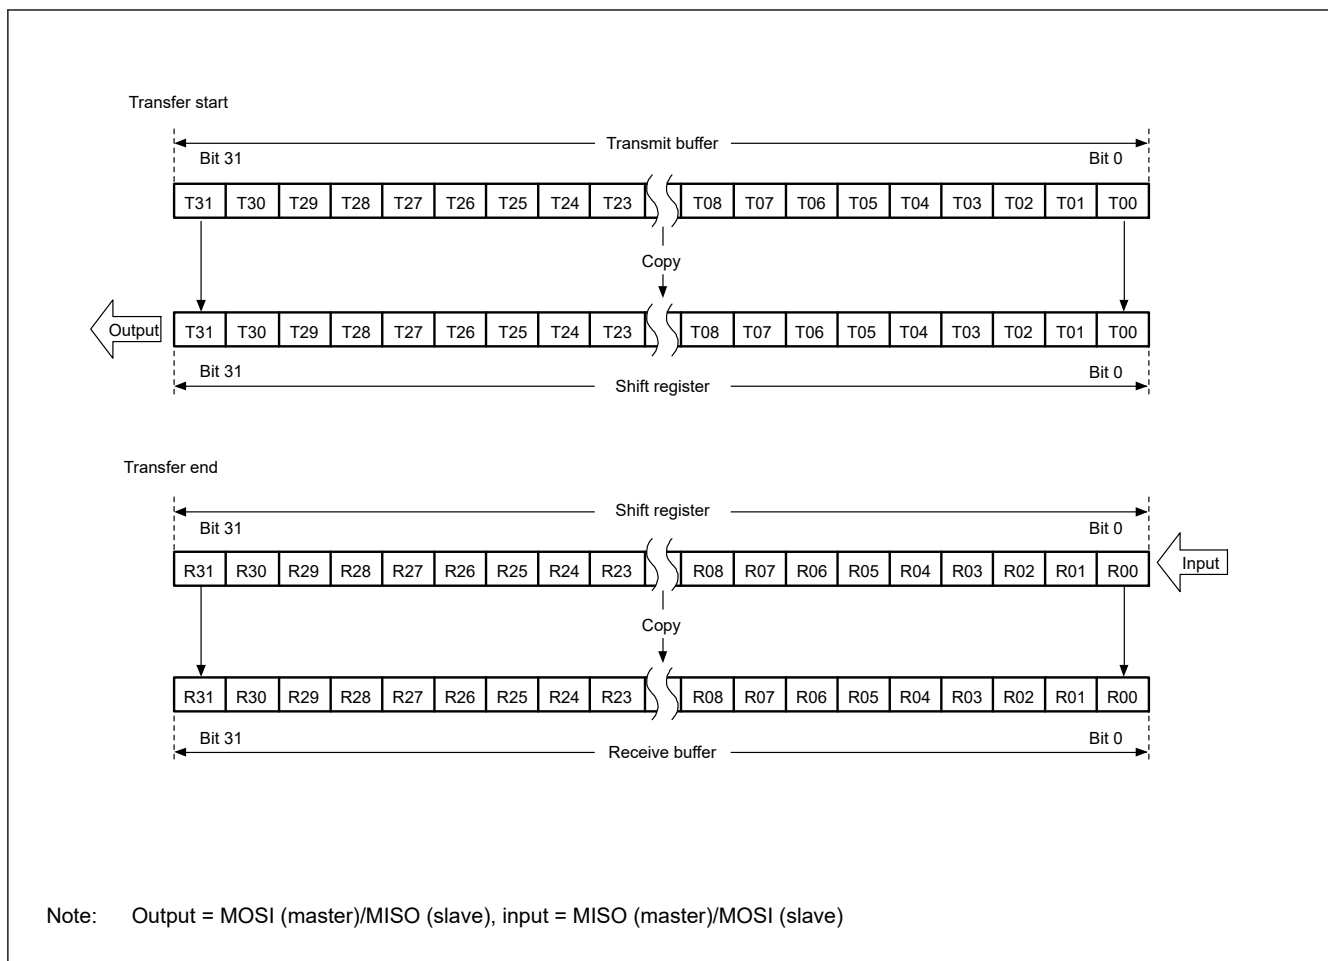 Transfer start
Transmit buffer
Bit 31 Bit 0
T31 T30 T29 T28 T27 T26 T25 T24 T23 T08 T07 T06 T05 T04 T03 T02 T01 T00
Copy
Output T31 T30 T29 T28 T27 T26 T25 T24 T23 T08 T07 T06 T05 T04 T03 T02 T01 T00
Bit 31 Bit 0
Shift register
Transfer end
Shift register
Bit 31 Bit 0
R31 R30 R29 R28 R27 R26 R25 R24 R23 R08 R07 R06 R05 R04 R03 R02 R01 R00 Input
Copy
R31 R30 R29 R28 R27 R26 R25 R24 R23 R08 R07 R06 R05 R04 R03 R02 R01 R00
Bit 31 Bit 0
Receive buffer
Note: Output = MOSI (master)/MISO (slave), input = MISO (master)/MOSI (slave)